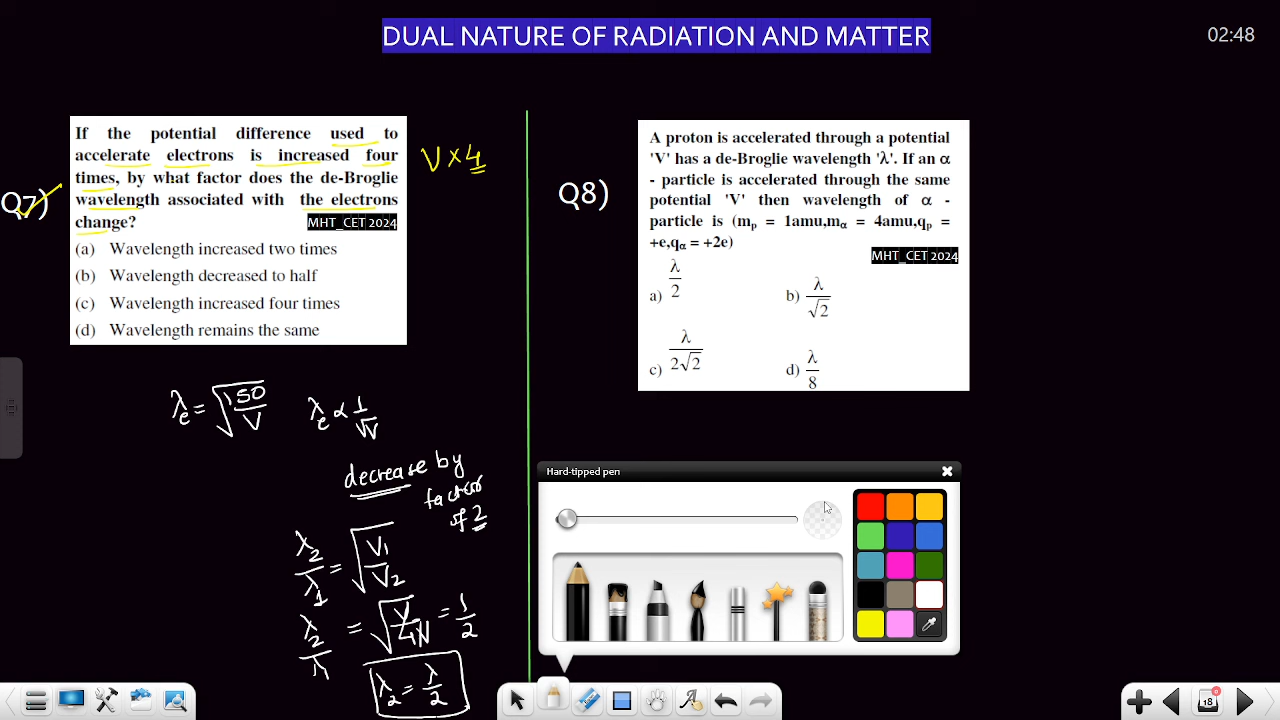 DUAL NATURE OF RADIATION AND MATTER
02:48
Q7)
If the potential difference used to
accelerate electrons is increased four
times, by what factor does the de-Broglie
wavelength associated with the electrons
change?
MHT_CET 2024
(a) Wavelength increased two times
(b) Wavelength decreased to half
(c) Wavelength increased four times
(d) Wavelength remains the same
V×4
λe = √(150/V) λe ∝ 1/√V
decrease by
factor
of 2
λ2/λ1 = √(V1/V2)
λ2/λ = √(V/4V) = 1/2
λ2 = λ/2
Q8)
A proton is accelerated through a potential
'V' has a de-Broglie wavelength 'λ'. If an α
- particle is accelerated through the same
potential 'V' then wavelength of α -
particle is (mp = 1amu,mα = 4amu,qp =
+e,qα = +2e)
MHT_CET 2024
a) λ/2 b) λ/√2
c) λ/2√2 d) λ/8
Hard-tipped pen
18
8